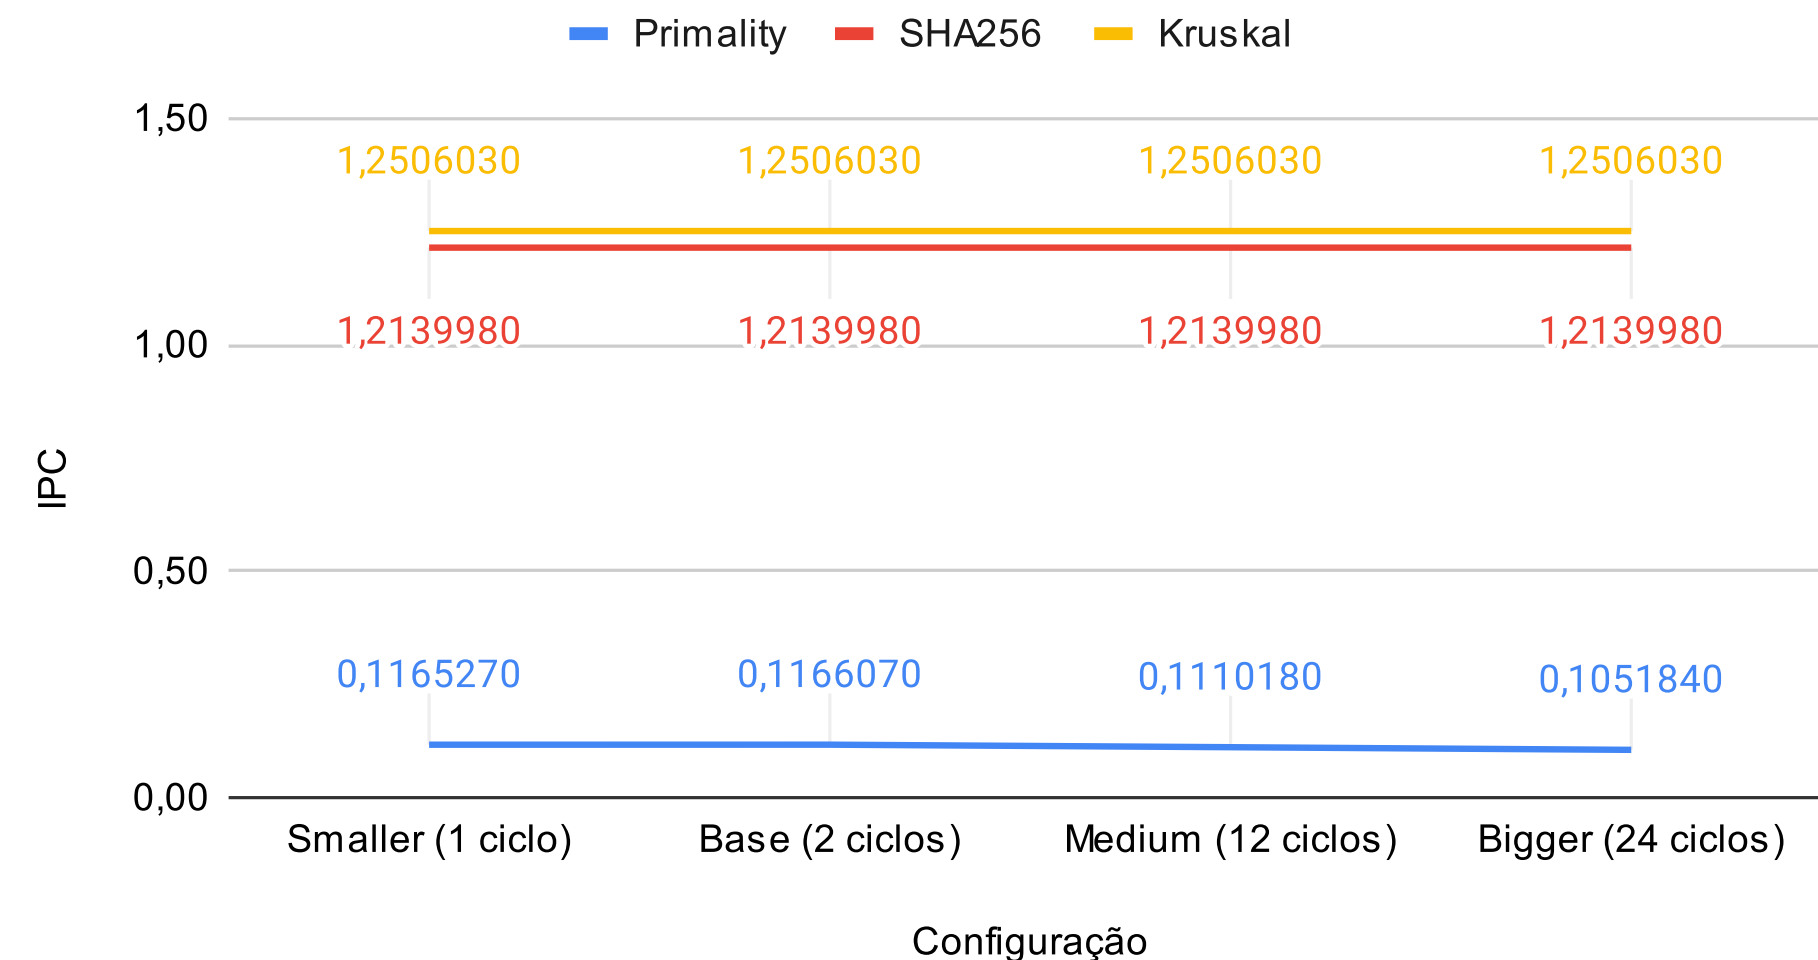 Primality SHA256 Kruskal
1,50
1,2506030 1,2506030 1,2506030 1,2506030
1,2139980 1,2139980 1,2139980 1,2139980
1,00
IPC
0,50
0,1165270 0,1166070 0,1110180 0,1051840
0,00
Smaller (1 ciclo) Base (2 ciclos) Medium (12 ciclos) Bigger (24 ciclos)
Configuração